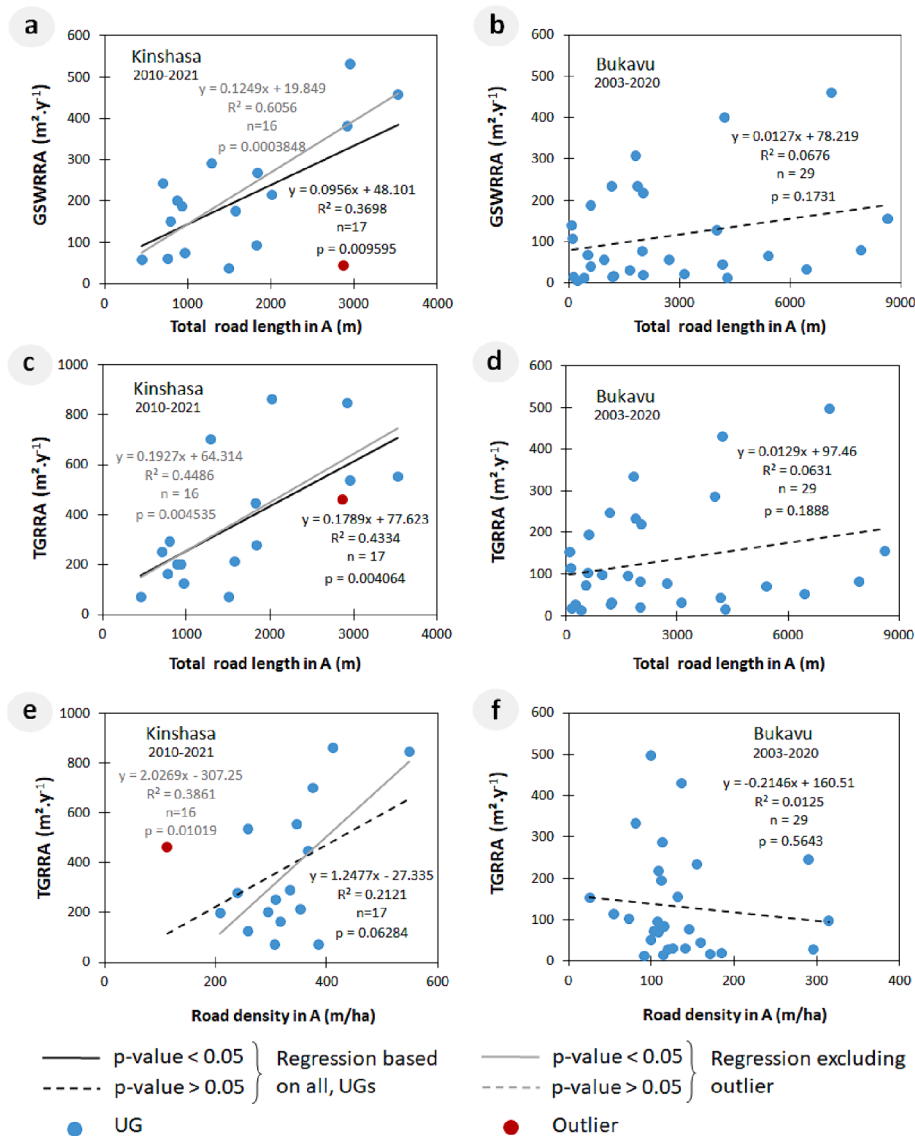 a
Kinshasa
2010-2021
y = 0.1249x + 19.849
R² = 0.6056
n=16
p = 0.0003848
y = 0.0956x + 48.101
R² = 0.3698
n=17
p = 0.009595
600
500
400
300
200
100
0
0 1000 2000 3000 4000
GSWRRA (m².y⁻¹)
Total road length in A (m)
b
Bukavu
2003-2020
y = 0.0127x + 78.219
R² = 0.0676
n = 29
p = 0.1731
600
500
400
300
200
100
0
0 3000 6000 9000
GSWRRA (m².y⁻¹)
Total road length in A (m)
c
Kinshasa
2010-2021
y = 0.1927x + 64.314
R² = 0.4486
n = 16
p = 0.004535
y = 0.1789x + 77.623
R² = 0.4334
n = 17
p = 0.004064
1000
800
600
400
200
0
0 1000 2000 3000 4000
TGRRA (m².y⁻¹)
Total road length in A (m)
d
Bukavu
2003-2020
y = 0.0129x + 97.46
R² = 0.0631
n = 29
p = 0.1888
600
500
400
300
200
100
0
0 3000 6000 9000
TGRRA (m².y⁻¹)
Total road length in A (m)
e
Kinshasa
2010-2021
y = 2.0269x - 307.25
R² = 0.3861
n=16
p = 0.01019
y = 1.2477x - 27.335
R² = 0.2121
n=17
p = 0.06284
1000
800
600
400
200
0
0 200 400 600
TGRRA (m².y⁻¹)
Road density in A (m/ha)
f
Bukavu
2003-2020
y = -0.2146x + 160.51
R² = 0.0125
n = 29
p = 0.5643
600
500
400
300
200
100
0
0 100 200 300 400
TGRRA (m².y⁻¹)
Road density in A (m/ha)
p-value < 0.05
p-value > 0.05
Regression based
on all, UGs
UG
p-value < 0.05
p-value > 0.05
Regression excluding
outlier
Outlier